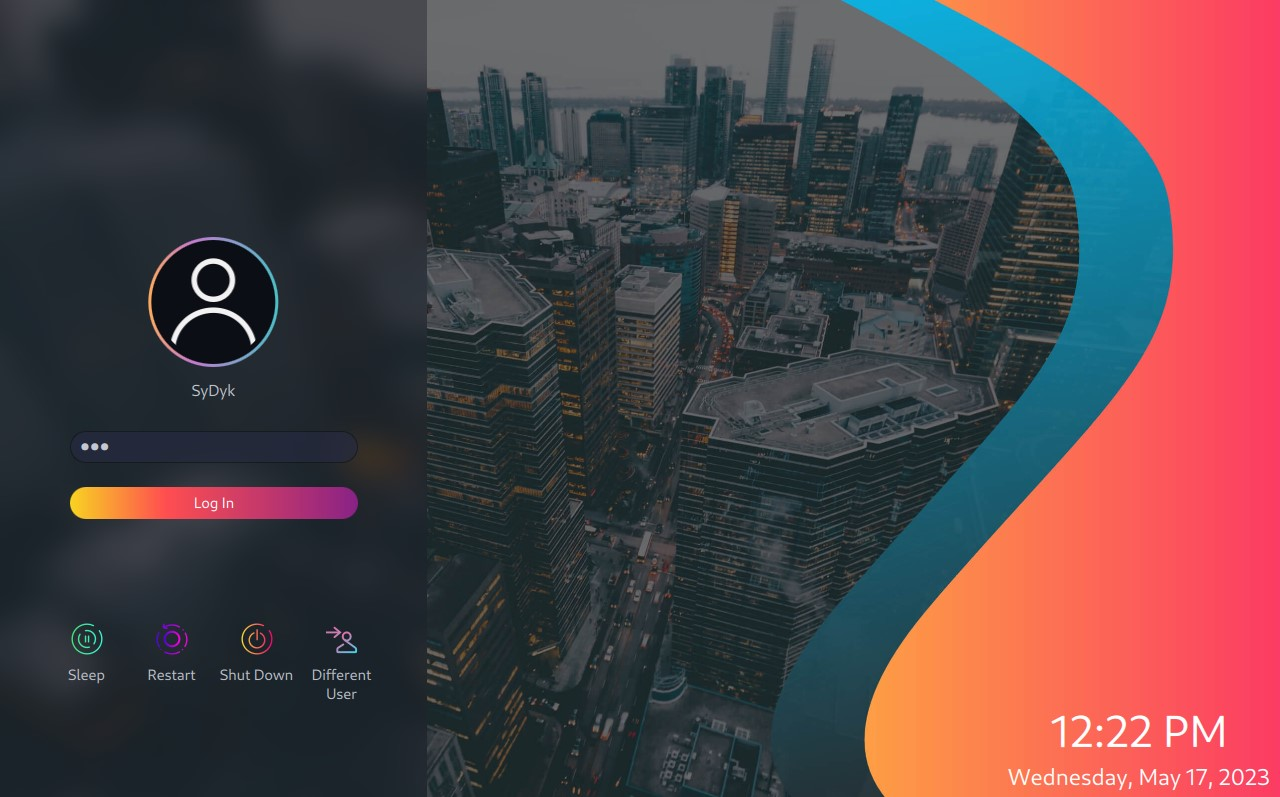 SyDyk
●●●
Log In
Sleep
Restart
Shut Down
Different
User
12:22 PM
Wednesday, May 17, 2023